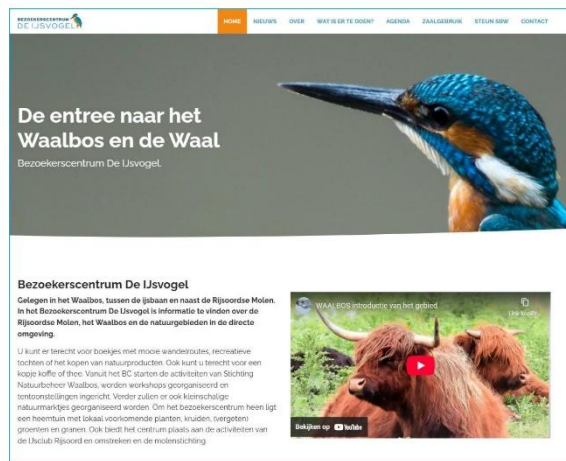 BEZOEKERSCENTRUM
DE IJSVOGEL
HOME NIEUWS OVER WAT IS ER TE DOEN? AGENDA ZAALGEBRUIK STEUN SBW CONTACT
De entree naar het
Waalbos en de Waal
Bezoekerscentrum De IJsvogel.
Bezoekerscentrum De IJsvogel
Gelegen in het Waalbos, tussen de ijsbaan en naast de Rijsoordse Molen.
In het Bezoekerscentrum De IJsvogel is informatie te vinden over de
Rijsoordse Molen, het Waalbos en de natuurgebieden in de directe
omgeving.
U kunt er terecht voor boekjes met mooie wandelroutes, recreatieve
tochten of het kopen van natuurproducten. Ook kunt u terecht voor een
kopje koffie of thee. Vanuit het BC starten de activiteiten van Stichting
Natuurbeheer Waalbos, worden workshops georganiseerd en
tentoonstellingen ingericht. Verder zullen er ook kleinschalige
natuurmarktjes georganiseerd worden. Om het bezoekerscentrum heen ligt
een heemtuin met lokaal voorkomende planten, kruiden, (vergeten)
groenten en granen. Ook biedt het centrum plaats aan de activiteiten van
de IJsclub Rijsoord en omstreken en de molenstichting.
WAALBOS introductie van het gebied
Bekijken op YouTube